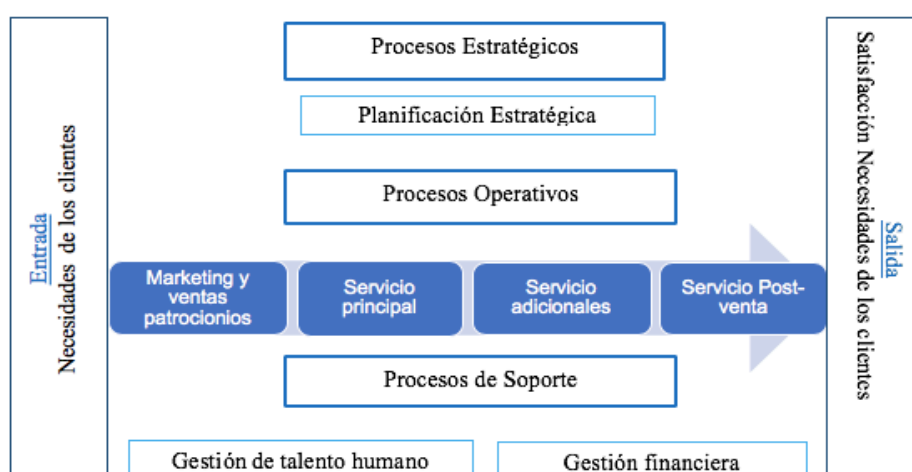 Entrada
Necesidades de los clientes
Procesos Estratégicos
Planificación Estratégica
Procesos Operativos
Marketing y
ventas
patrocionios
Servicio
principal
Servicio
adicionales
Servicio Post-
venta
Procesos de Soporte
Gestión de talento humano
Gestión financiera
Salida
Satisfacción Necesidades de los clientes